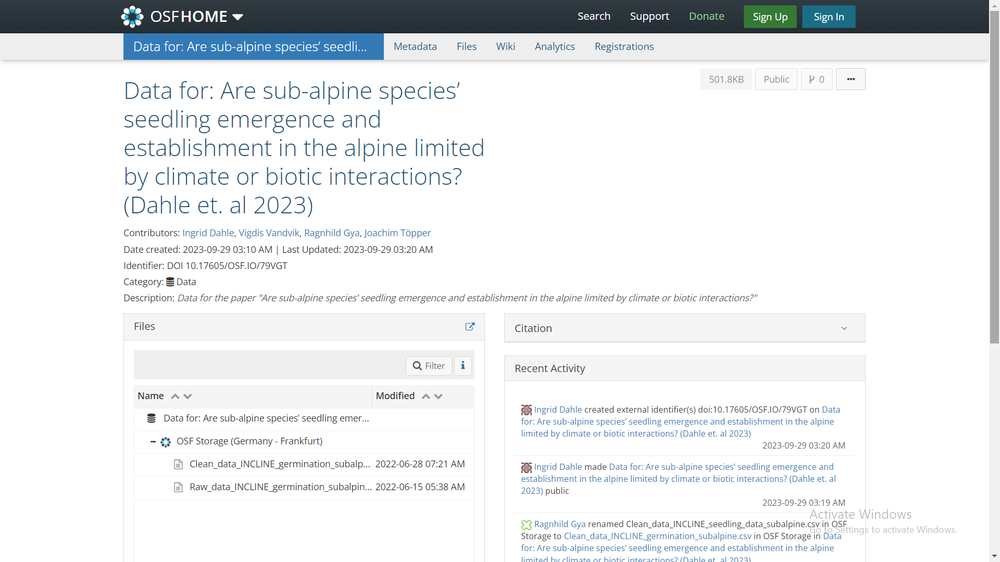 OSFHOME
Search Support Donate Sign Up Sign In
Data for: Are sub-alpine species’ seedli... Metadata Files Wiki Analytics Registrations
501.8KB Public 0 ...
Data for: Are sub-alpine species’
seedling emergence and
establishment in the alpine limited
by climate or biotic interactions?
(Dahle et. al 2023)
Contributors: Ingrid Dahle, Vigdis Vandvik, Ragnhild Gya, Joachim Töpper
Date created: 2023-09-29 03:10 AM | Last Updated: 2023-09-29 03:20 AM
Identifier: DOI 10.17605/OSF.IO/79VGT
Category: Data
Description: Data for the paper "Are sub-alpine species’ seedling emergence and establishment in the alpine limited by climate or biotic interactions?"
Files
Filter i
Name Modified
Data for: Are sub-alpine species’ seedling emer...
OSF Storage (Germany - Frankfurt)
Clean_data_INCLINE_germination_subalp... 2022-06-28 07:21 AM
Raw_data_INCLINE_germination_subalpin... 2022-06-15 05:38 AM
Citation
Recent Activity
Ingrid Dahle created external identifier(s) doi:10.17605/OSF.IO/79VGT on Data
for: Are sub-alpine species’ seedling emergence and establishment in the alpine
limited by climate or biotic interactions? (Dahle et. al 2023)
2023-09-29 03:20 AM
Ingrid Dahle made Data for: Are sub-alpine species’ seedling emergence and
establishment in the alpine limited by climate or biotic interactions? (Dahle et. al
2023) public
2023-09-29 03:19 AM
Ragnhild Gya renamed Clean_data_INCLINE_seedling_data_subalpine.csv in OSF
Storage to Clean_data_INCLINE_germination_subalpine.csv in OSF Storage in Data
for: Are sub-alpine species’ seedling emergence and establishment in the alpine
limited by climate or biotic interactions? (Dahle et. al 2023)
Activate Windows
Go to Settings to activate Windows.